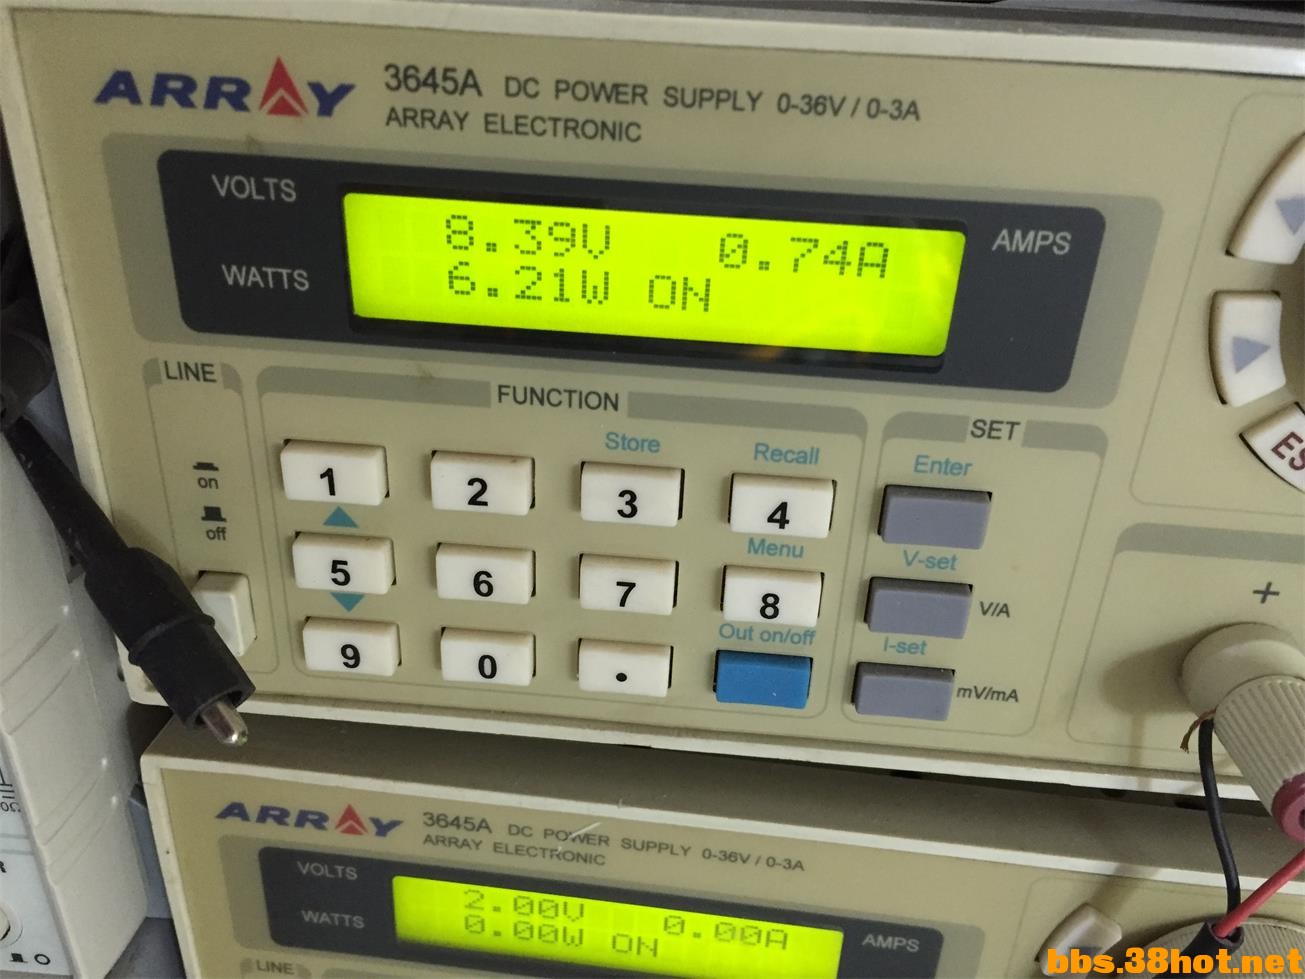 ARRAY 3645A DC POWER SUPPLY 0-36V / 0-3A
ARRAY ELECTRONIC
VOLTS
8.39V 0.74A
AMPS
WATTS
6.21W ON
LINE
FUNCTION
SET
Store
Recall
Enter
on
1
2
3
4
off
Menu
V-set
5
6
7
8
V/A
Out on/off
I-set
9
0
.
mV/mA
ES
+
ARRAY 3645A DC POWER SUPPLY 0-36V / 0-3A
ARRAY ELECTRONIC
VOLTS
2.00V 0.00A
WATTS
0.00W ON
AMPS
LINE
bbs.38hot.net